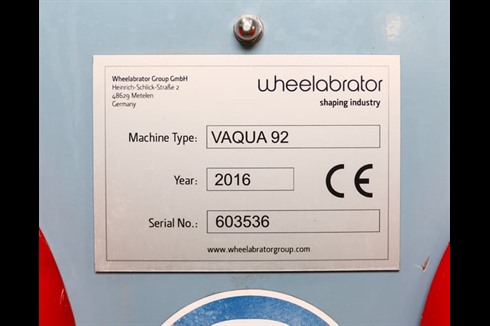 Wheelabrator Group GmbH
Heinrich-Schlick-Straße 2
48629 Metelen
Germany
wheelabrator
shaping industry
Machine Type: VAQUA 92
Year: 2016
CE
Serial No.: 603536
www.wheelabratorgroup.com